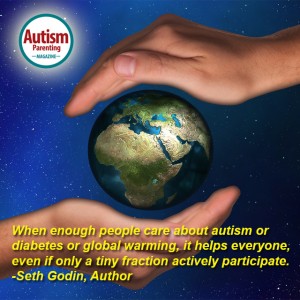 Autism
Parenting
MAGAZINE
When enough people care about autism or
diabetes or global warming, it helps everyone,
even if only a tiny fraction actively participate.
-Seth Godin, Author